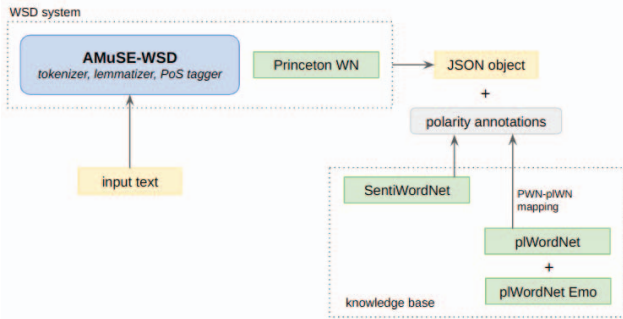 WSD system
AMuSE-WSD
tokenizer, lemmatizer, PoS tagger
Princeton WN
JSON object
+
polarity annotations
input text
SentiWordNet
PWN-plWN
mapping
plWordNet
+
plWordNet Emo
knowledge base